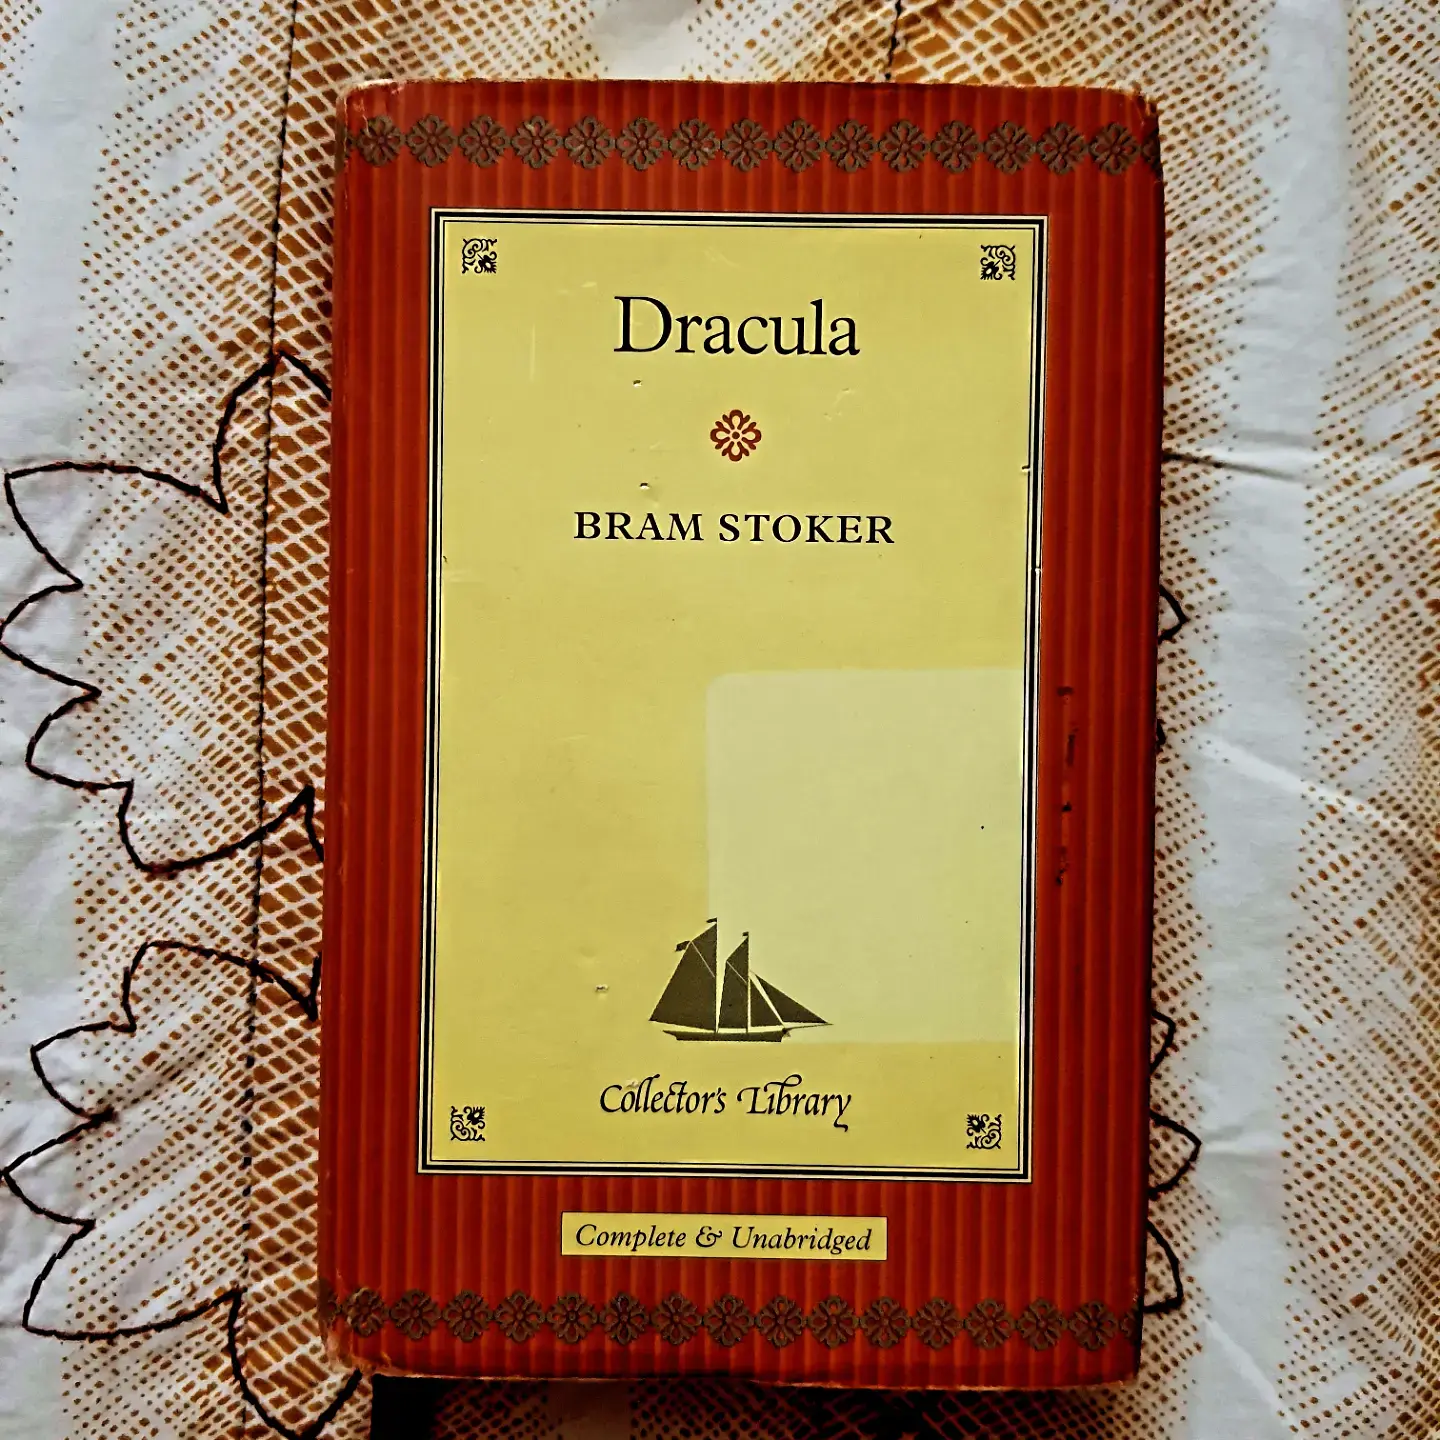 Dracula
BRAM STOKER
Collector's Library
Complete & Unabridged